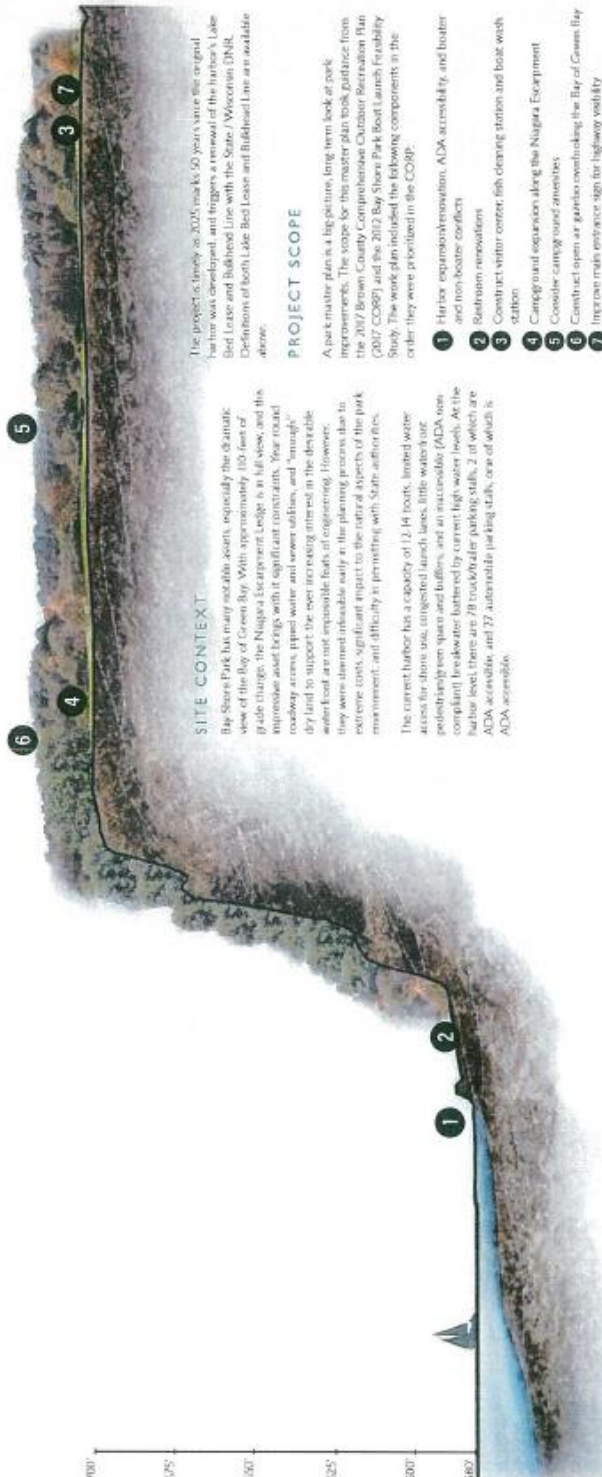 6
5
4
3
7
2
1
700'
600'
580'
SITE CONTEXT
Bay Shore Park has many notable assets, especially the dramatic
view of the Bay of Green Bay. With approximately 110-feet of
grade change, the Niagara Escarpment Ledge is in full view, and this
impressive asset brings with it significant constraints. Year round
roadway access, piped water and sewer utilities, and "enough"
dry land to support the ever increasing interest in the desirable
waterfront are not impossible feats of engineering. However,
they were deemed infeasible early in the planning process due to
extreme costs, significant impact to the natural aspects of the park
environment, and difficulty in permitting with State authorities.
The current harbor has a capacity of 12-14 boats, limited water
access for shore use, congested launch lanes, little waterfront
pedestrian/green space and buffers, and an inaccessible (ADA non
compliant) breakwater battered by current high water levels. At the
harbor level, there are 78 truck/trailer parking stalls, 2 of which are
ADA accessible, and 27 automobile parking stalls, one of which is
ADA accessible.
The project is timely as 2025 marks 50 years since the original
harbor was developed, and triggers a renewal of the harbor's Lake
Bed Lease and Bulkhead Line with the State / Wisconsin DNR.
Definitions of both Lake Bed Lease and Bulkhead Line are available
above.
PROJECT SCOPE
A park master plan is a big-picture, long-term look at park
improvements. The scope for this master plan took guidance from
the 2017 Brown County Comprehensive Outdoor Recreation Plan
(2017 CORP) and the 2012 Bay Shore Park Boat Launch Feasibility
Study. The work plan included the following components in the
order they were prioritized in the CORP.
1 Harbor expansion/renovation, ADA accessibility, and boater
and non-boater conflicts
2 Restroom renovations
3 Construct visitor center, fish cleaning station and boat wash
station
4 Campground expansion along the Niagara Escarpment
5 Consider campground amenities
6 Construct open air gazebo overlooking the Bay of Green Bay
7 Improve main entrance sign for highway visibility